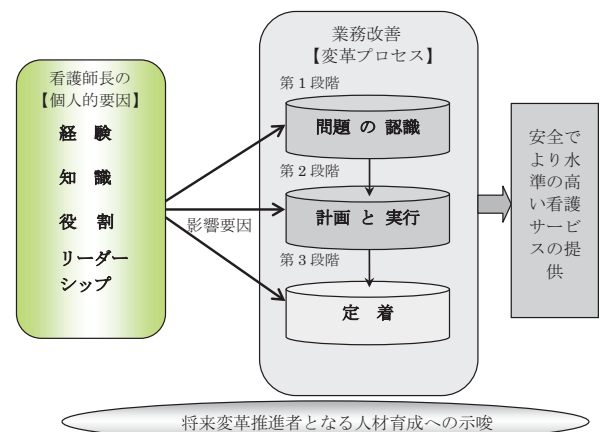 看護師長の
【個人的要因】
経 験
知 識
役 割
リーダー
シップ
影響要因
業務改善
【変革プロセス】
第1段階
問題 の 認識
第2段階
計画 と 実行
第3段階
定 着
安全で
より水
準の高
い看護
サービ
スの提
供
将来変革推進者となる人材育成への示唆